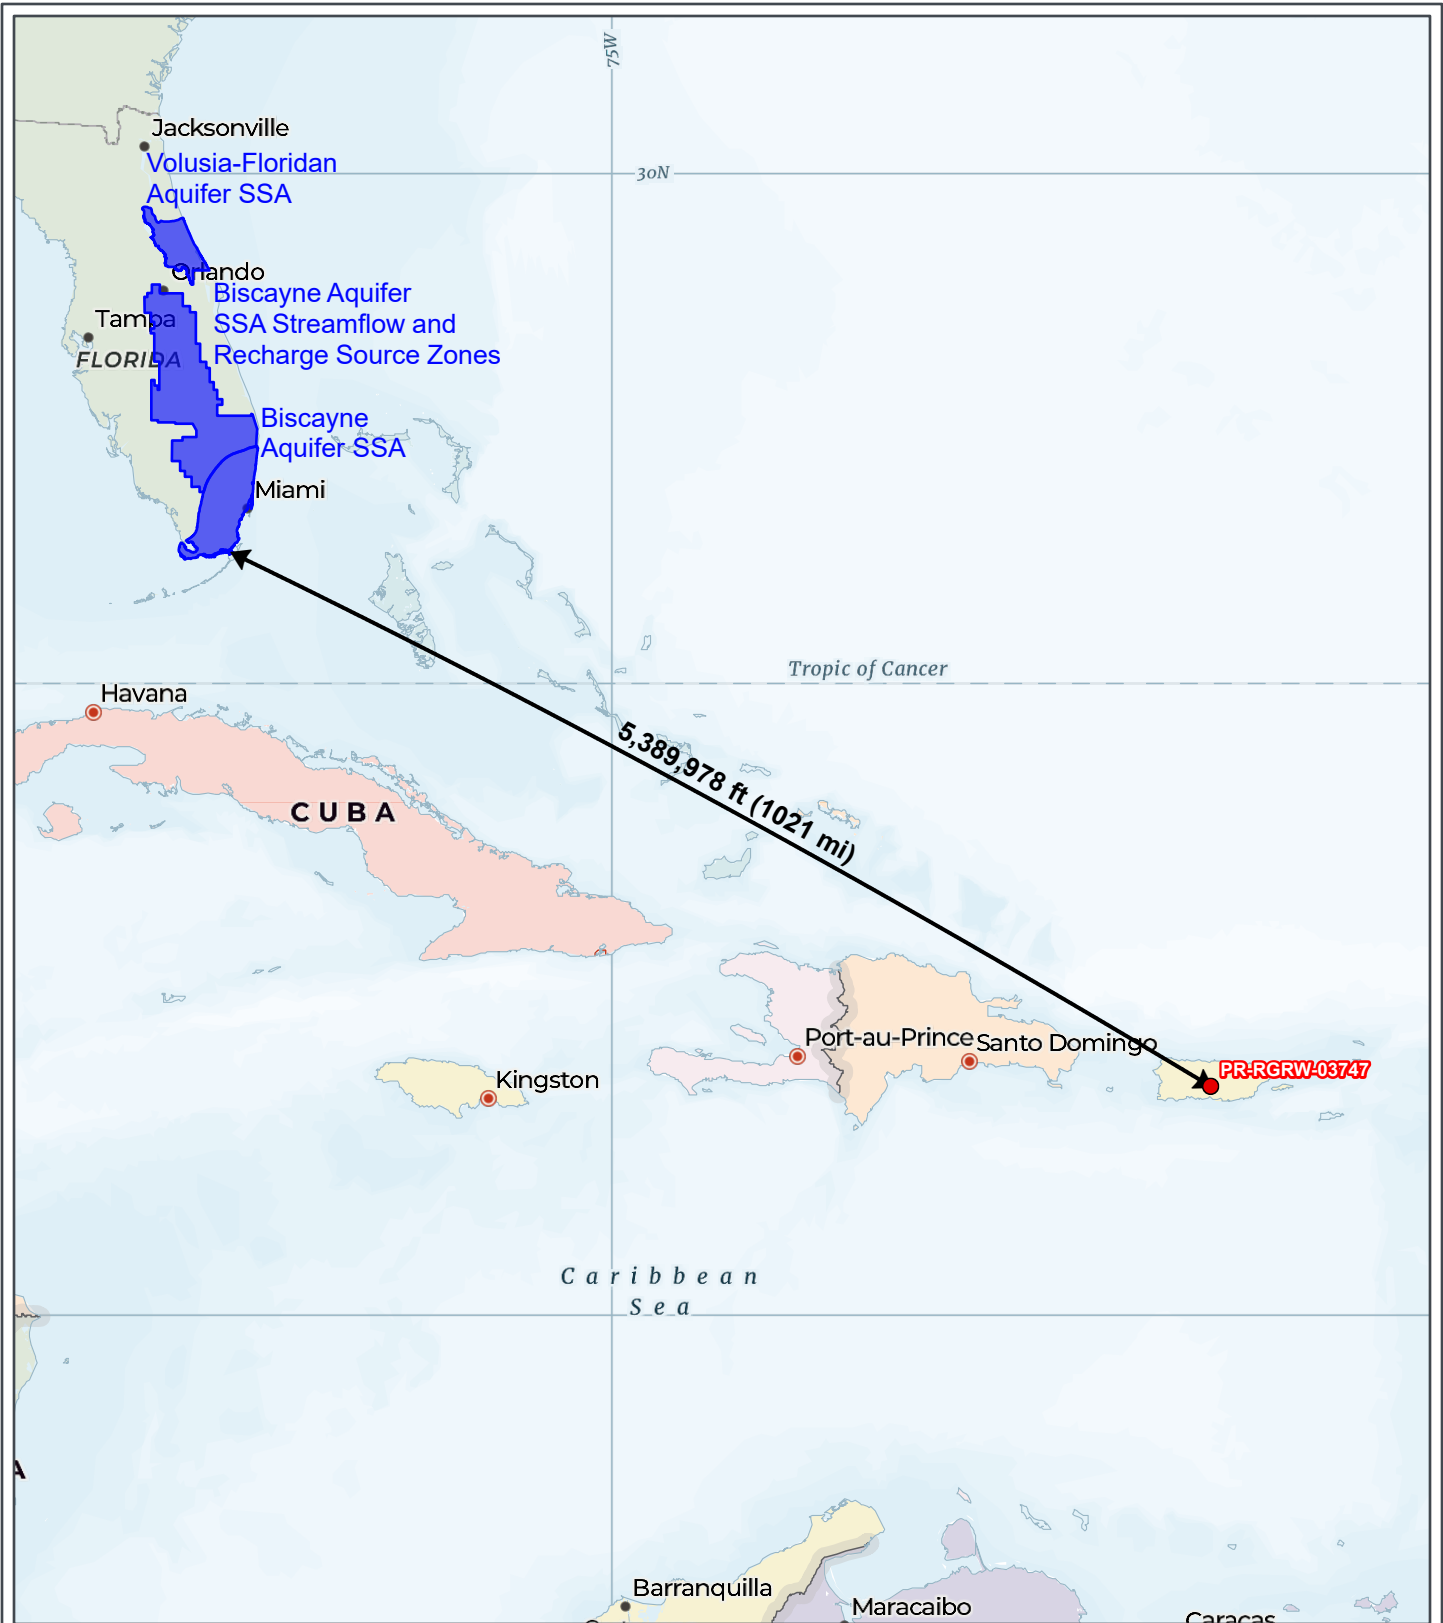 75W
Jacksonville
Volusia-Floridan
Aquifer SSA
30N
Orlando
Biscayne Aquifer
SSA Streamflow and
Recharge Source Zones
Tampa
FLORIDA
Biscayne
Aquifer SSA
Miami
Tropic of Cancer
Havana
5,389,978 ft (1021 mi)
CUBA
Port-au-Prince
Santo Domingo
PR-RGRW-03747
Kingston
Caribbean
Sea
A
Barranquilla
Maracaibo
Caracas